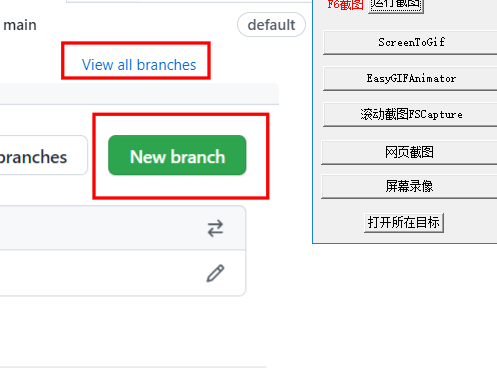 main
default
View all branches
branches
New branch
F6截图
运行截图
ScreenToGif
EasyGIFAnimator
滚动截图FSCapture
网页截图
屏幕录像
打开所在目标